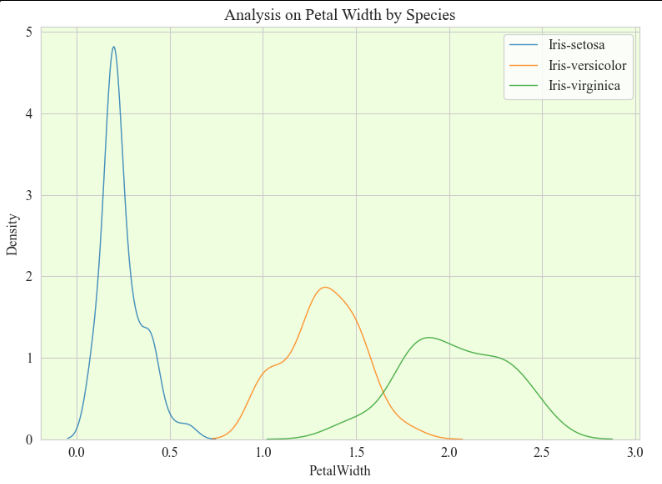 Analysis on Petal Width by Species
Iris-setosa
Iris-versicolor
Iris-virginica
5
4
3
2
1
0
Density
0.0 0.5 1.0 1.5 2.0 2.5 3.0
PetalWidth